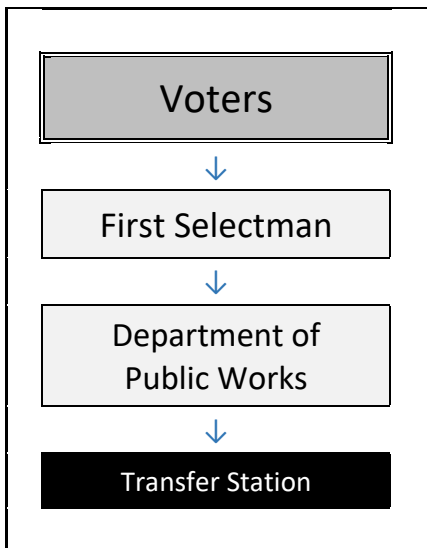 Voters
First Selectman
Department of
Public Works
Transfer Station